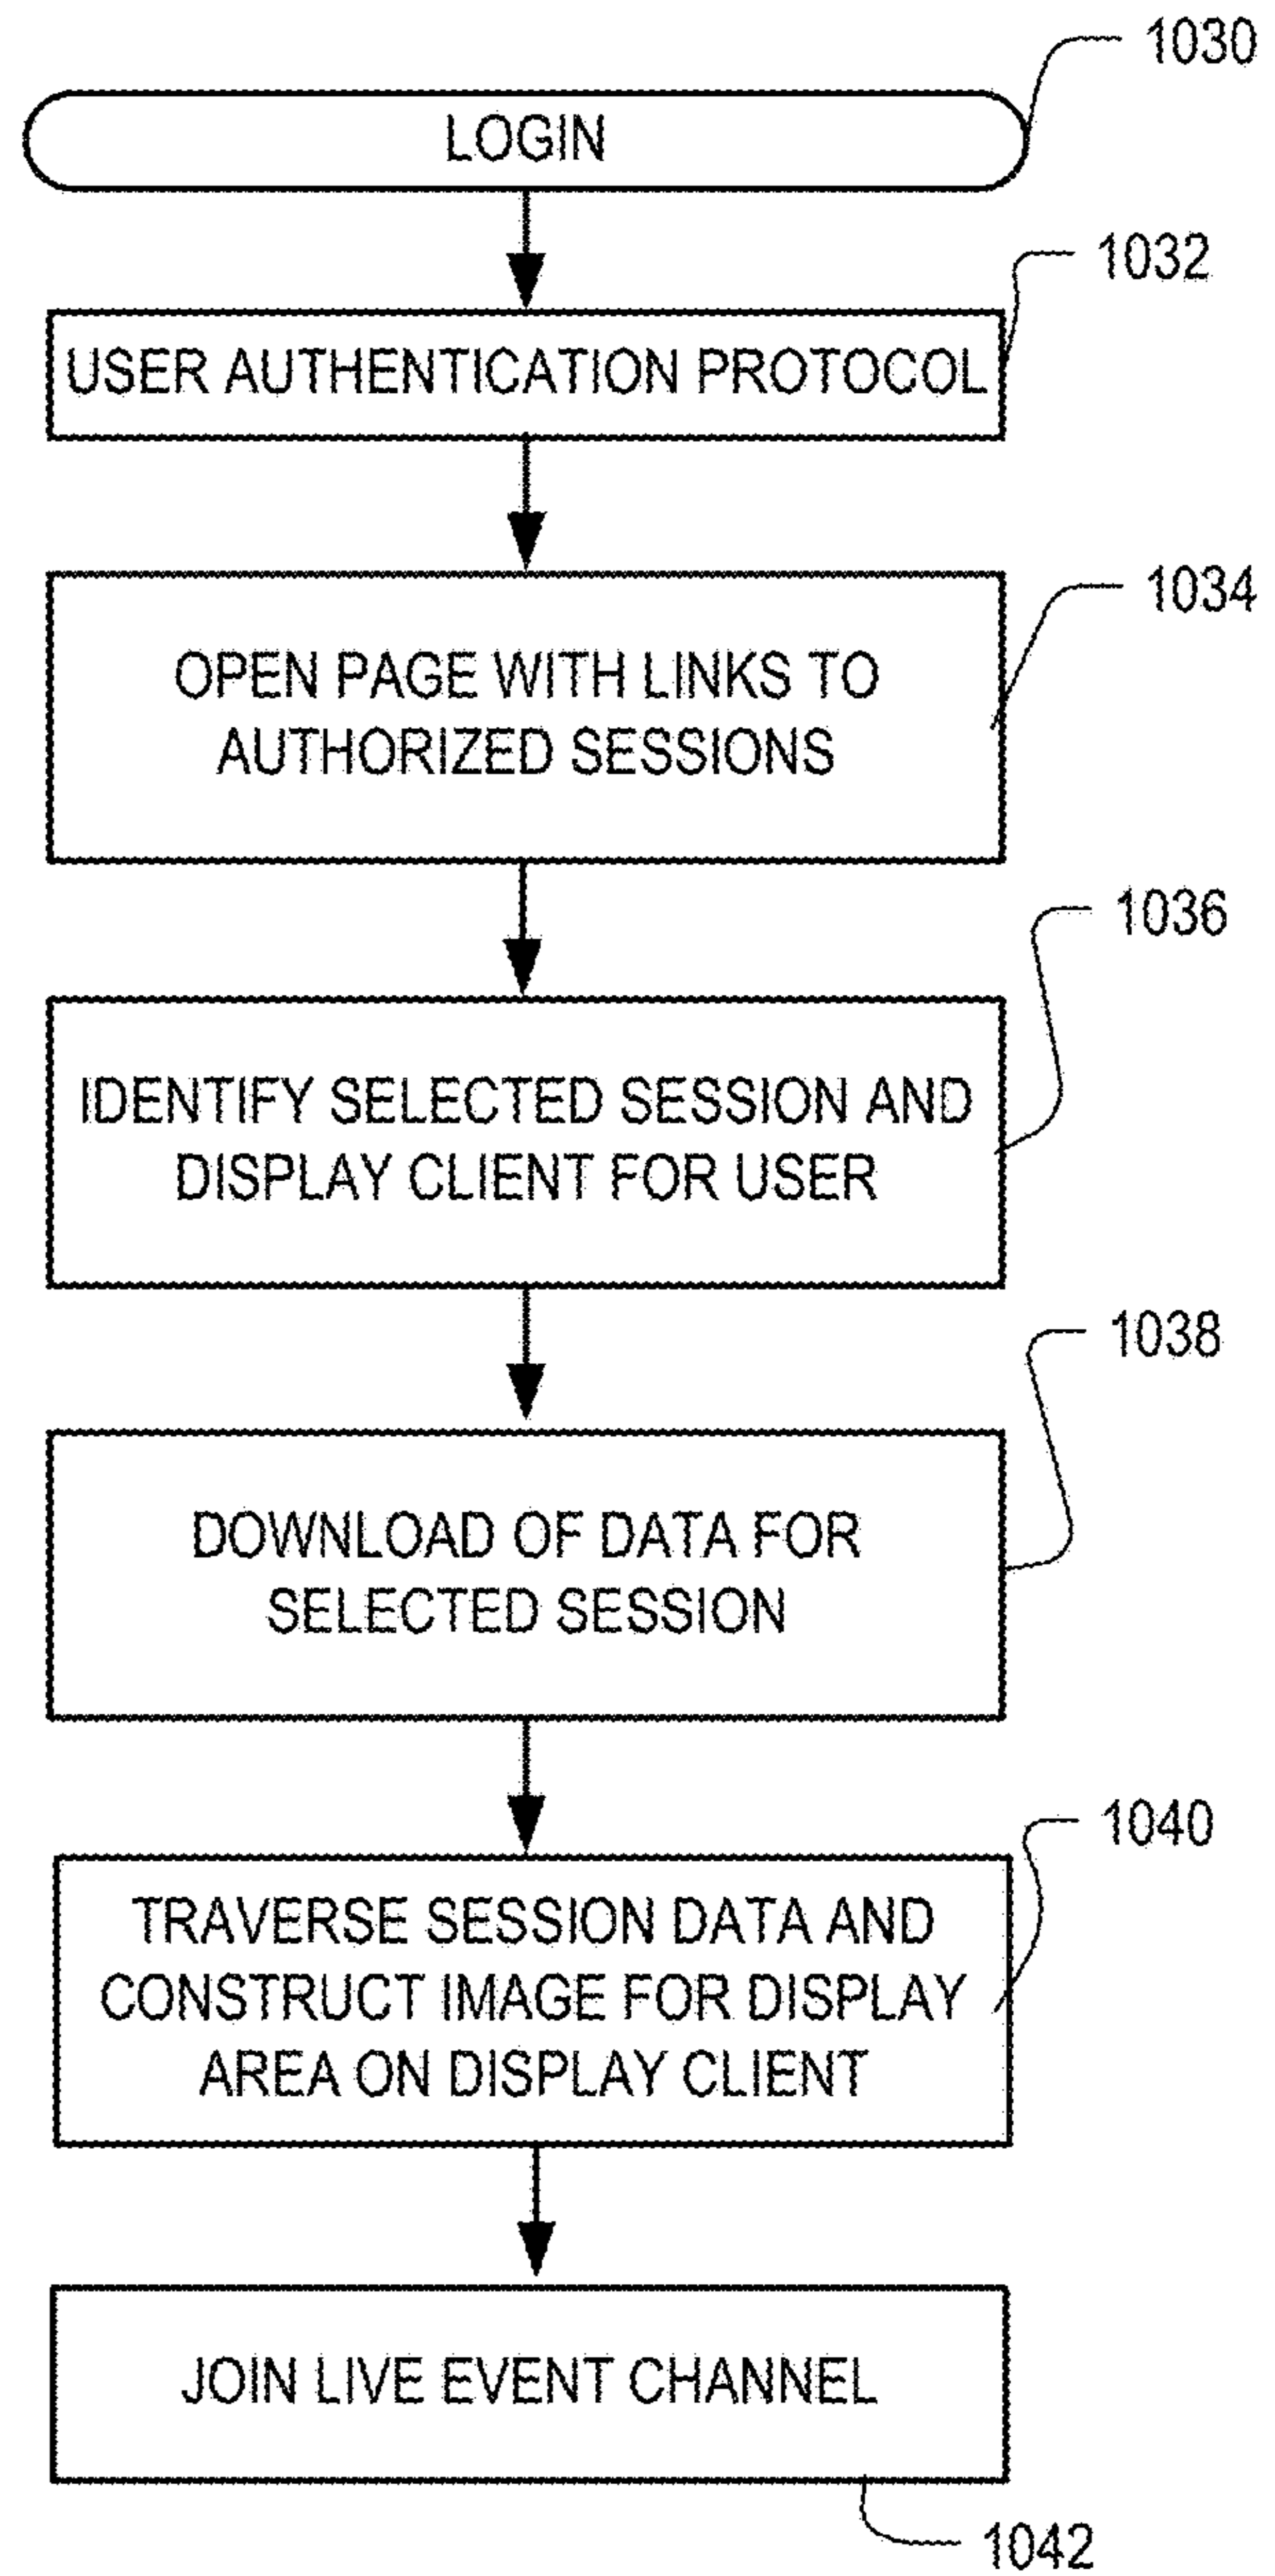 1030
LOGIN
1032
USER AUTHENTICATION PROTOCOL
1034
OPEN PAGE WITH LINKS TO
AUTHORIZED SESSIONS
1036
IDENTIFY SELECTED SESSION AND
DISPLAY CLIENT FOR USER
1038
DOWNLOAD OF DATA FOR
SELECTED SESSION
1040
TRAVERSE SESSION DATA AND
CONSTRUCT IMAGE FOR DISPLAY
AREA ON DISPLAY CLIENT
JOIN LIVE EVENT CHANNEL
1042